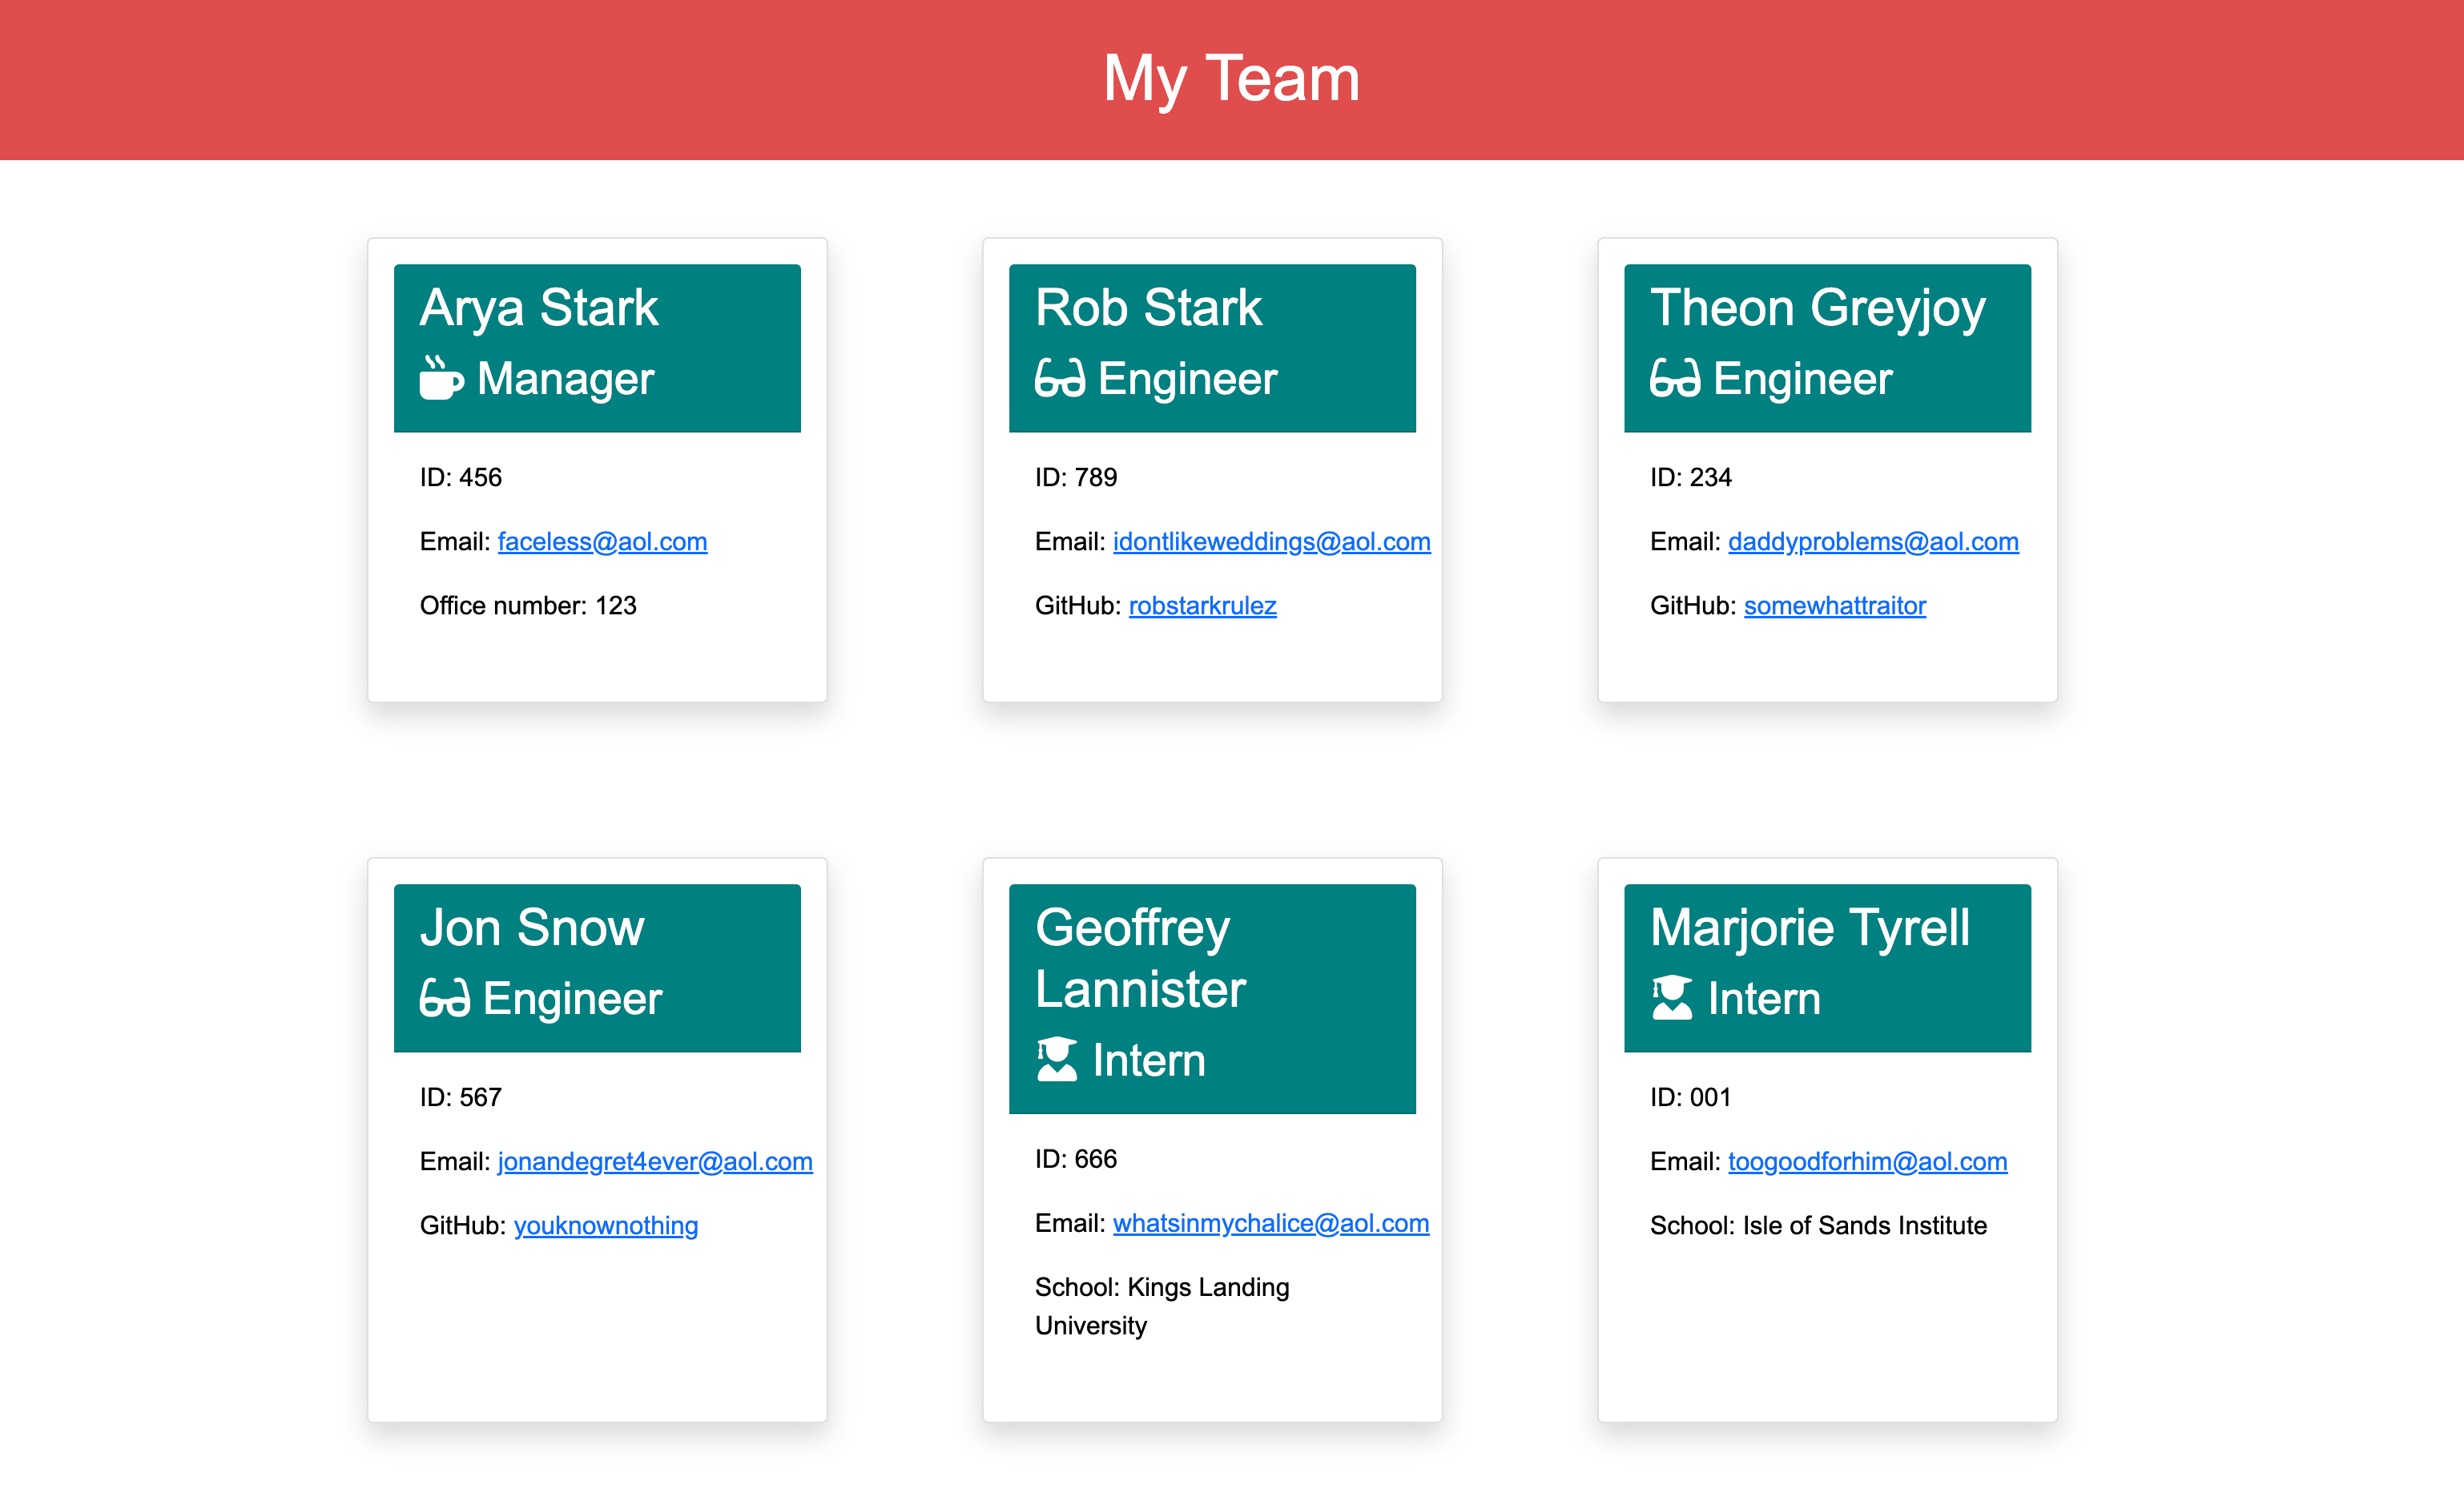 My Team
Arya Stark
Manager
ID: 456
Email: faceless@aol.com
Office number: 123
Rob Stark
Engineer
ID: 789
Email: idontlikeweddings@aol.com
GitHub: robstarkrulez
Theon Greyjoy
Engineer
ID: 234
Email: daddyproblems@aol.com
GitHub: somewhattraitor
Jon Snow
Engineer
ID: 567
Email: jonandegret4ever@aol.com
GitHub: youknownothing
Geoffrey
Lannister
Intern
ID: 666
Email: whatsinmychalice@aol.com
School: Kings Landing
University
Marjorie Tyrell
Intern
ID: 001
Email: toogoodforhim@aol.com
School: Isle of Sands Institute